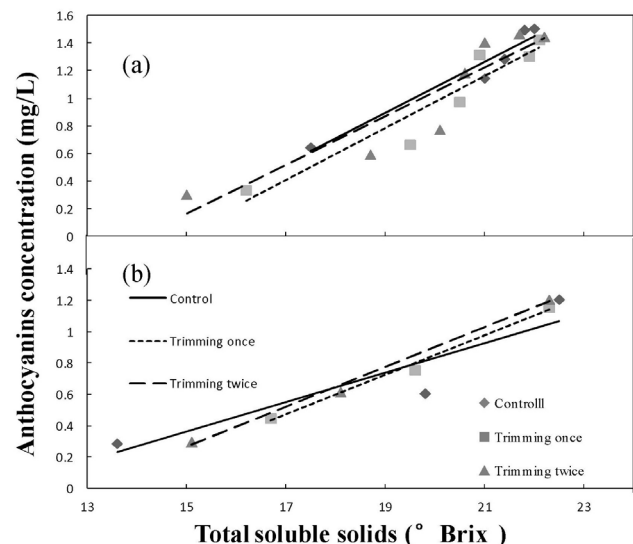 Anthocyanins concentration (mg/L)
1.6
1.4
1.2
1
0.8
0.6
0.4
0.2
0
(a)
1.4
1.2
1
0.8
0.6
0.4
0.2
0
(b)
Control
Trimming once
Trimming twice
Controlll
Trimming once
Trimming twice
13 15 17 19 21 23
Total soluble solids (° Brix )